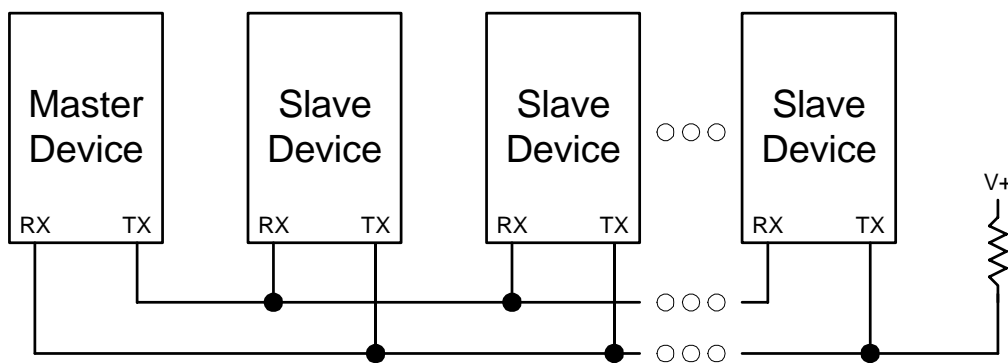 Master
Device
Slave
Device
Slave
Device
Slave
Device
V+
RX TX
RX TX
RX TX
RX TX